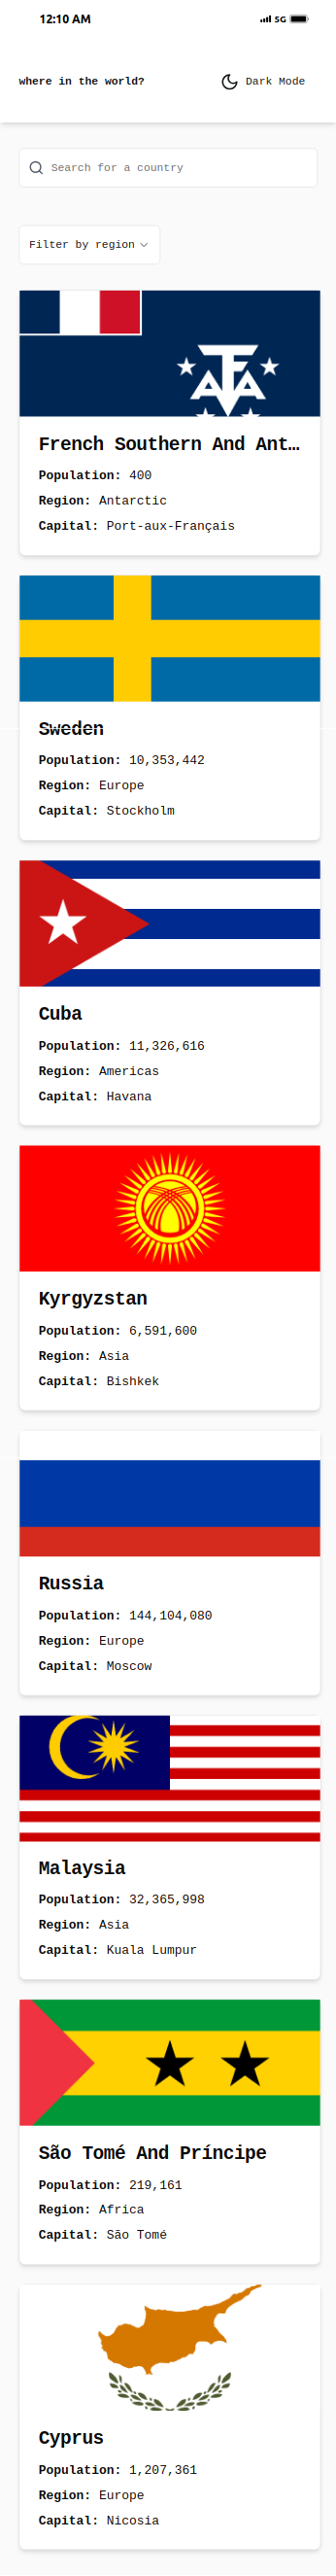 12:10 AM
5G
where in the world?
Dark Mode
Search for a country
Filter by region
French Southern And Ant…
Population: 400
Region: Antarctic
Capital: Port-aux-Français
Sweden
Population: 10,353,442
Region: Europe
Capital: Stockholm
Cuba
Population: 11,326,616
Region: Americas
Capital: Havana
Kyrgyzstan
Population: 6,591,600
Region: Asia
Capital: Bishkek
Russia
Population: 144,104,080
Region: Europe
Capital: Moscow
Malaysia
Population: 32,365,998
Region: Asia
Capital: Kuala Lumpur
São Tomé And Príncipe
Population: 219,161
Region: Africa
Capital: São Tomé
Cyprus
Population: 1,207,361
Region: Europe
Capital: Nicosia